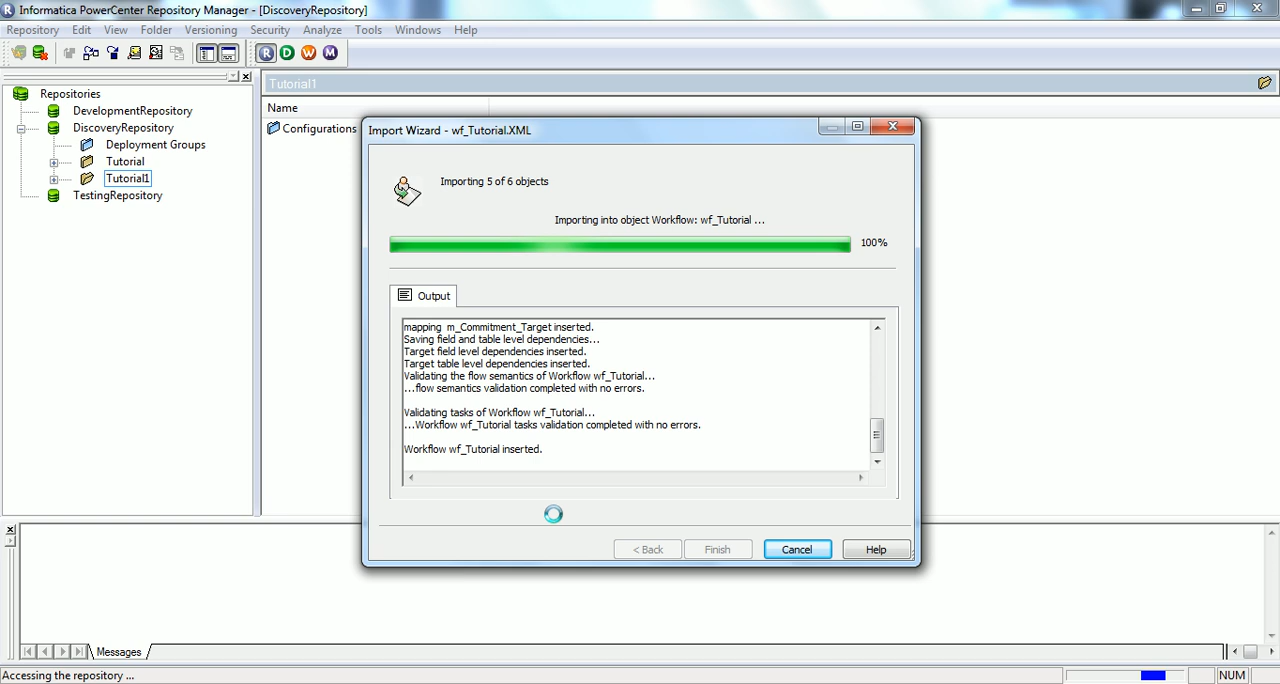 Informatica PowerCenter Repository Manager - [DiscoveryRepository]
Repository Edit View Folder Versioning Security Analyze Tools Windows Help
R D W M
Repositories
DevelopmentRepository
DiscoveryRepository
Deployment Groups
Tutorial
Tutorial1
TestingRepository
Tutorial1
Name
Configurations
Import Wizard - wf_Tutorial.XML
Importing 5 of 6 objects
Importing into object Workflow: wf_Tutorial ...
100%
Output
mapping m_Commitment_Target inserted.
Saving field and table level dependencies...
Target field level dependencies inserted.
Target table level dependencies inserted.
Validating the flow semantics of Workflow wf_Tutorial...
...flow semantics validation completed with no errors.
Validating tasks of Workflow wf_Tutorial...
...Workflow wf_Tutorial tasks validation completed with no errors.
Workflow wf_Tutorial inserted.
< Back Finish Cancel Help
Messages
Accessing the repository ...
NUM